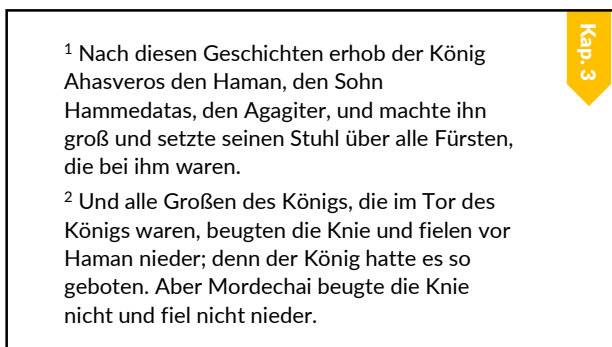 Kap. 3
¹ Nach diesen Geschichten erhob der König
Ahasveros den Haman, den Sohn
Hammedatas, den Agagiter, und machte ihn
groß und setzte seinen Stuhl über alle Fürsten,
die bei ihm waren.
² Und alle Großen des Königs, die im Tor des
Königs waren, beugten die Knie und fielen vor
Haman nieder; denn der König hatte es so
geboten. Aber Mordechai beugte die Knie
nicht und fiel nicht nieder.